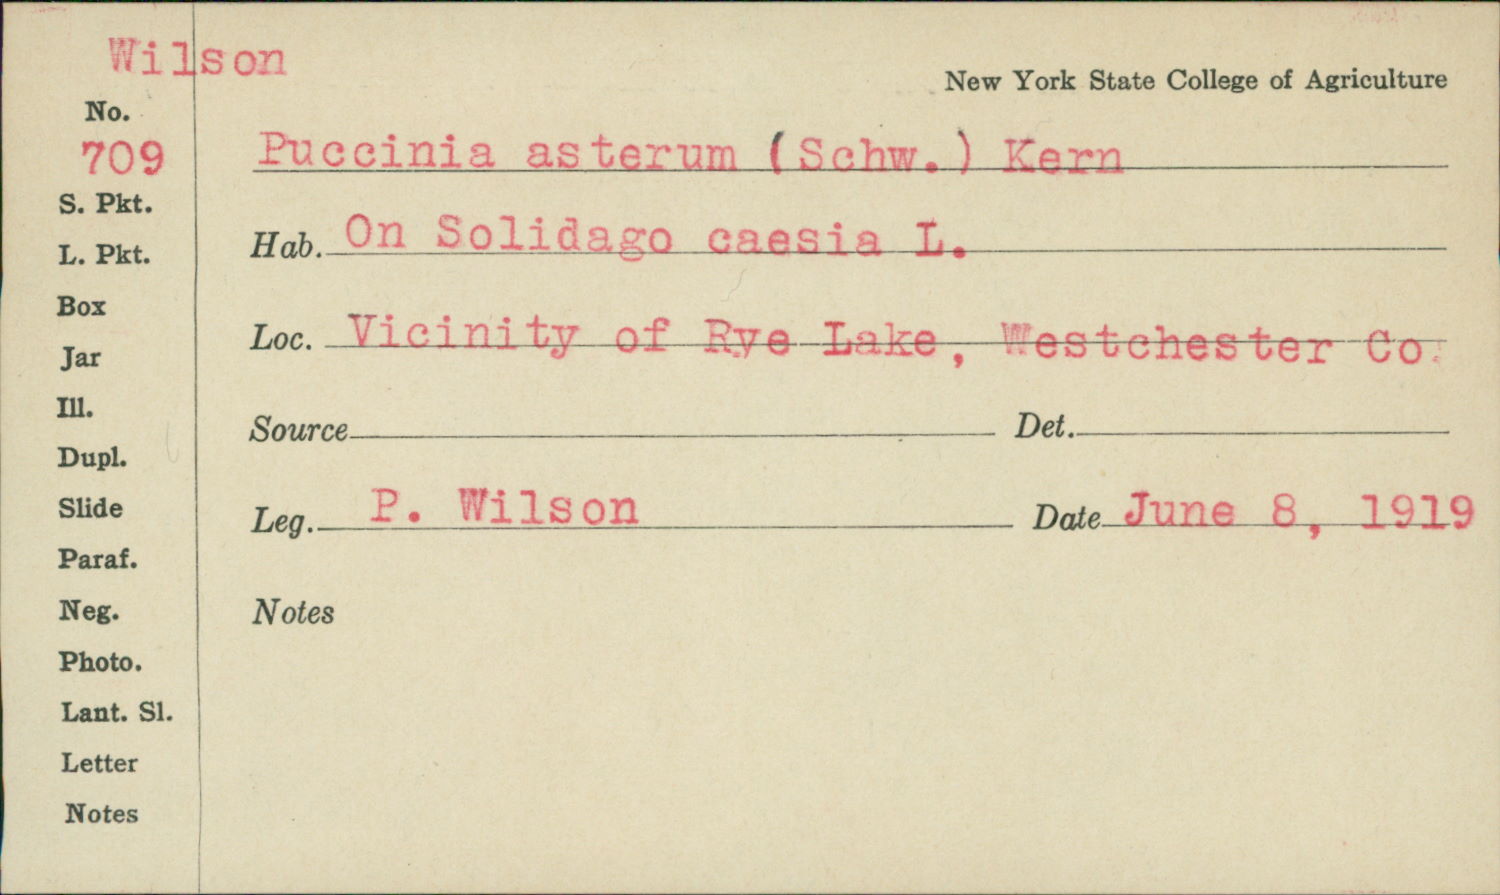 Wilson
New York State College of Agriculture
No.
709
Puccinia asterum (Schw.) Kern
S. Pkt.
Hab. On Solidago caesia L.
L. Pkt.
Box
Loc. Vicinity of Rye Lake, Westchester Co.
Jar
Ill.
Source Det.
Dupl.
Slide
Leg. P. Wilson Date June 8, 1919
Paraf.
Neg.
Notes
Photo.
Lant. Sl.
Letter
Notes